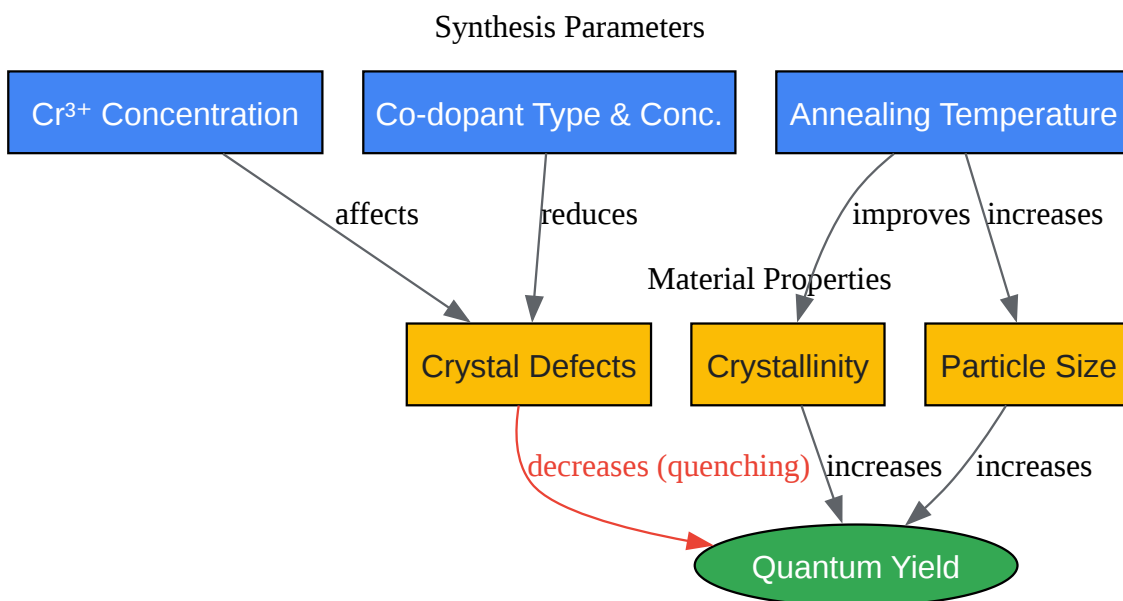 Synthesis Parameters
Cr³⁺ Concentration
Co-dopant Type & Conc.
Annealing Temperature
affects
reduces
improves
increases
Material Properties
Crystal Defects
Crystallinity
Particle Size
decreases (quenching)
increases
increases
Quantum Yield